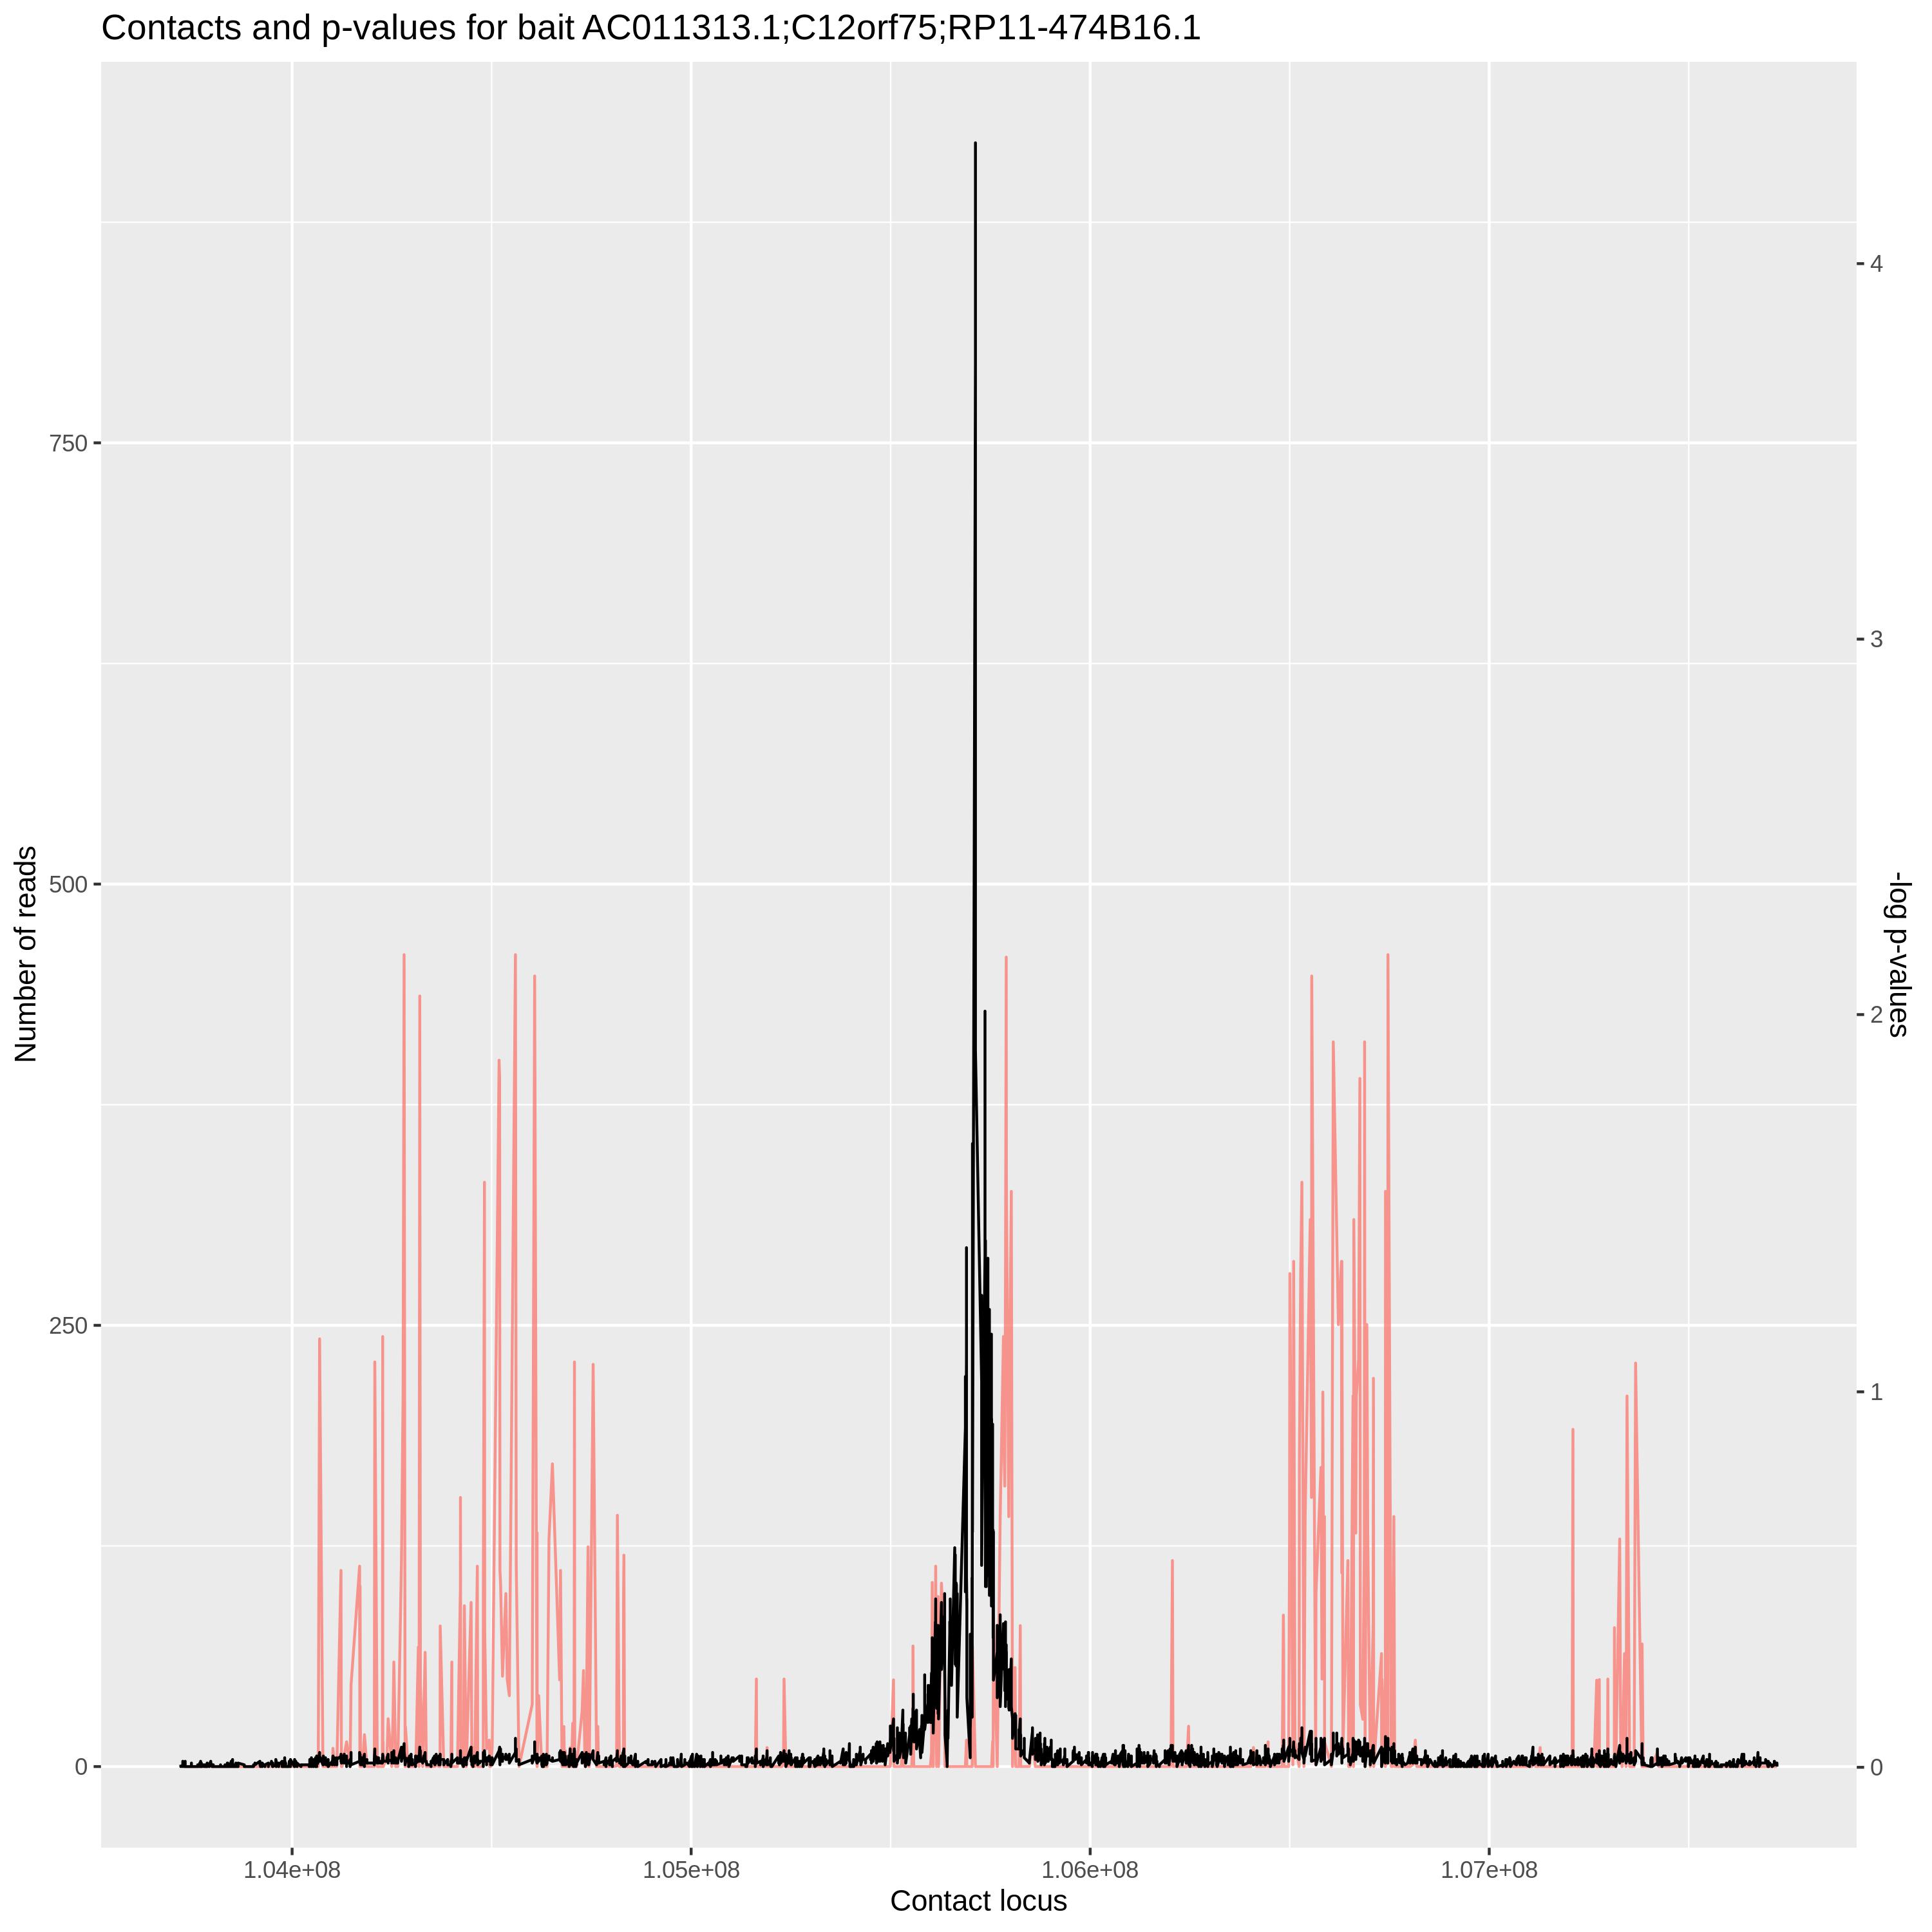 Contacts and p-values for bait AC011313.1;C12orf75;RP11-474B16.1
Number of reads
750
500
250
0
4
3
2
1
0
-log p-values
1.04e+08
1.05e+08
1.06e+08
1.07e+08
Contact locus